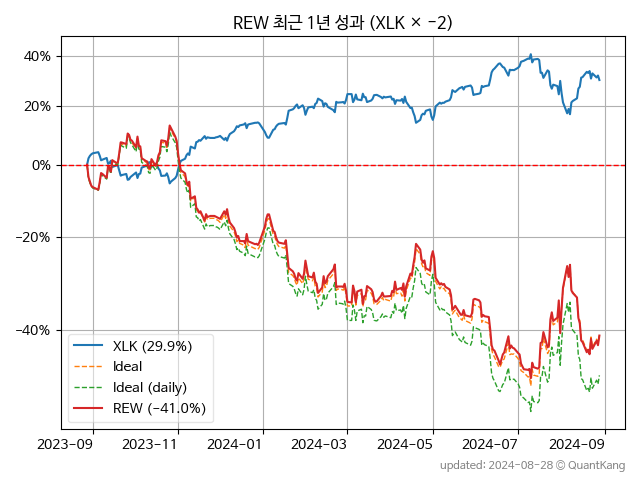 REW 최근 1년 성과 (XLK × −2)
40%
20%
0%
−20%
−40%
XLK (29.9%)
Ideal
Ideal (daily)
REW (−41.0%)
2023-09
2023-11
2024-01
2024-03
2024-05
2024-07
2024-09
updated: 2024-08-28 © QuantKang